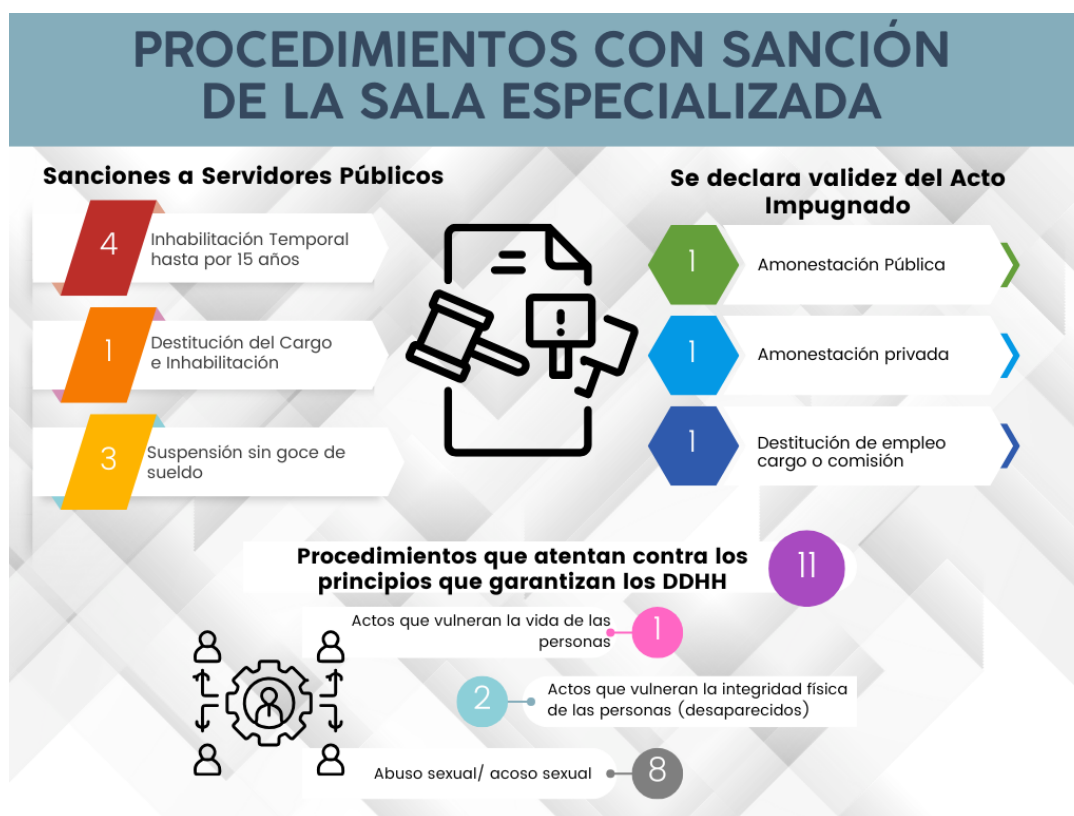 PROCEDIMIENTOS CON SANCIÓN
DE LA SALA ESPECIALIZADA
Sanciones a Servidores Públicos
4
Inhabilitación Temporal
hasta por 15 años
1
Destitución del Cargo
e Inhabilitación
3
Suspensión sin goce de
sueldo
Se declara validez del Acto
Impugnado
1
Amonestación Pública
1
Amonestación privada
1
Destitución de empleo
cargo o comisión
Procedimientos que atentan contra los
principios que garantizan los DDHH
11
Actos que vulneran la vida de las
personas
1
2
Actos que vulneran la integridad física
de las personas (desaparecidos)
Abuso sexual/ acoso sexual
8